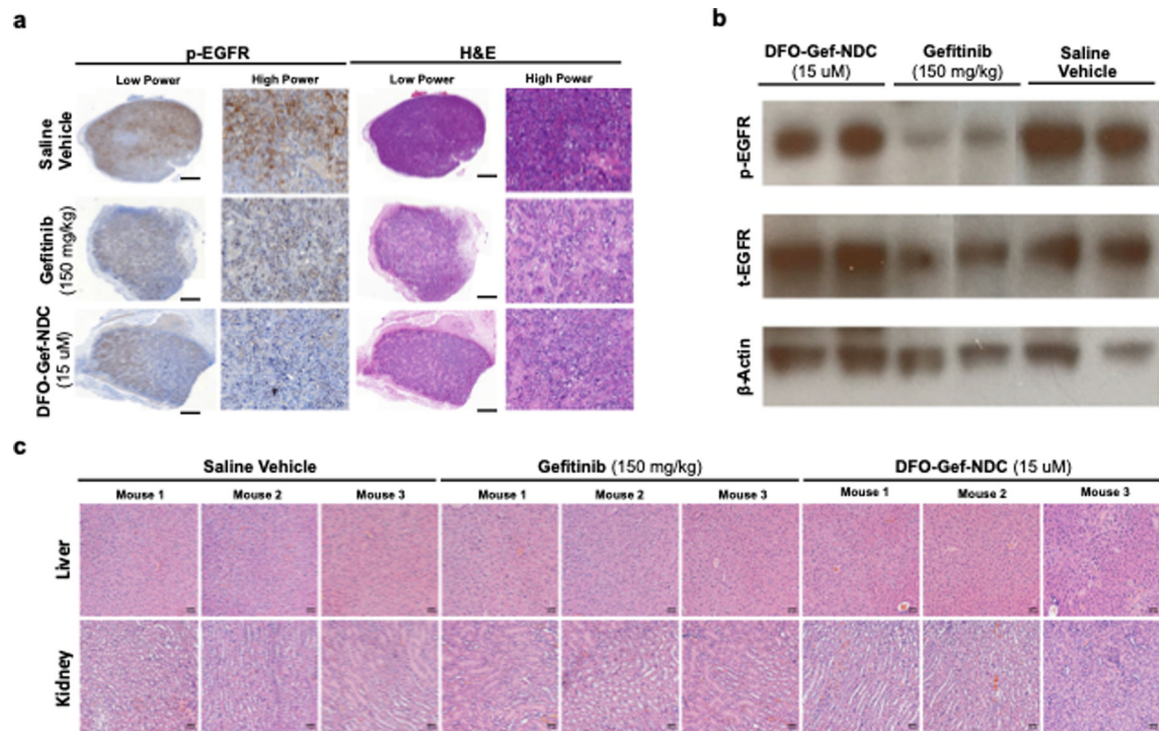 a
p-EGFR H&E
Low Power High Power Low Power High Power
Saline
Vehicle
Gefitinib
(150 mg/kg)
DFO-Gef-NDC
(15 uM)
b
DFO-Gef-NDC
(15 uM)
Gefitinib
(150 mg/kg)
Saline
Vehicle
p-EGFR
t-EGFR
β-Actin
c
Saline Vehicle Gefitinib (150 mg/kg) DFO-Gef-NDC (15 uM)
Mouse 1 Mouse 2 Mouse 3 Mouse 1 Mouse 2 Mouse 3 Mouse 1 Mouse 2 Mouse 3
Liver
Kidney